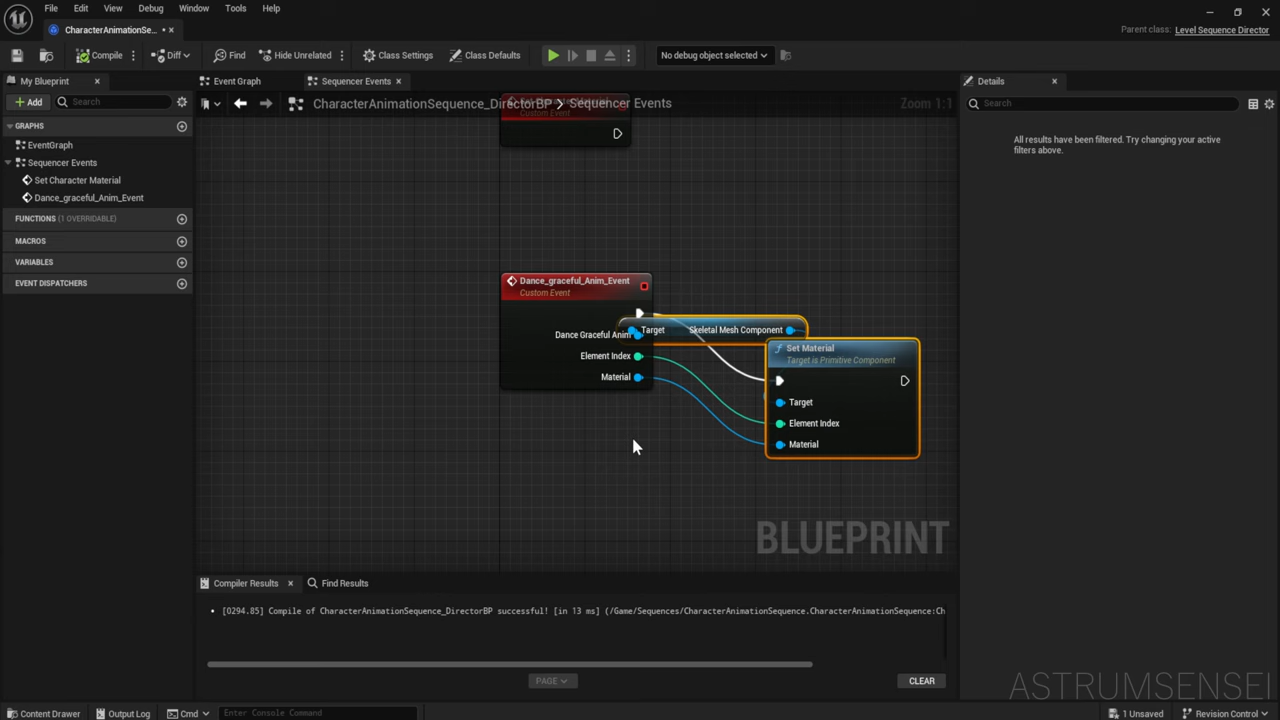 File Edit View Debug Window Tools Help
CharacterAnimationSe...
Parent class: Level Sequence Director
Compile Diff Find Hide Unrelated Class Settings Class Defaults No debug object selected
My Blueprint
Event Graph
Sequencer Events
Details
Add
Search
CharacterAnimationSequence_DirectorBP > Sequencer Events
Zoom 1:1
Search
GRAPHS
EventGraph
Sequencer Events
Set Character Material
Dance_graceful_Anim_Event
FUNCTIONS (1 OVERRIDABLE)
MACROS
VARIABLES
EVENT DISPATCHERS
Custom Event
Dance_graceful_Anim_Event
Custom Event
Dance Graceful Anim
Element Index
Material
Target
Skeletal Mesh Component
Set Material
Target is Primitive Component
Target
Element Index
Material
All results have been filtered. Try changing your active
filters above.
BLUEPRINT
Compiler Results
Find Results
[0294.85] Compile of CharacterAnimationSequence_DirectorBP successful! [in 13 ms] (/Game/Sequences/CharacterAnimationSequence.CharacterAnimationSequence:Ch
PAGE
CLEAR
ASTRUMSENSEI
Content Drawer Output Log Cmd Enter Console Command 1 Unsaved Revision Control